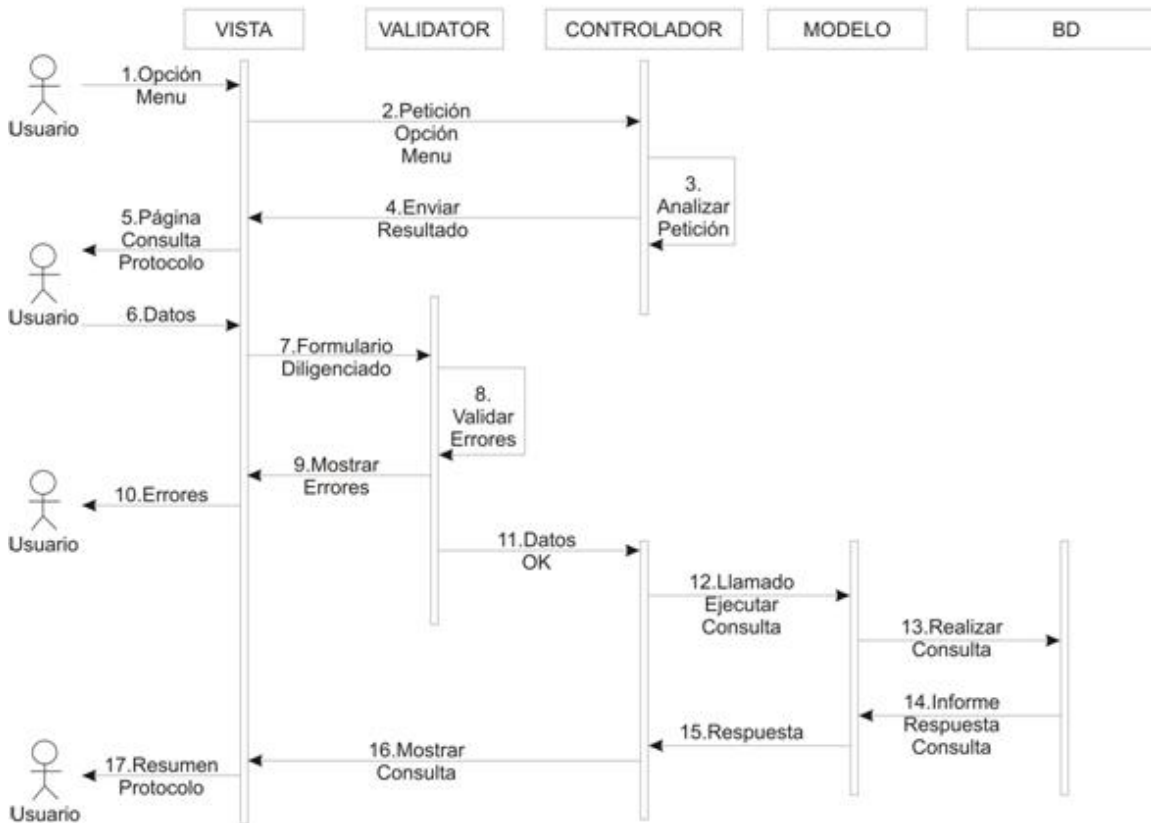 VISTA
VALIDATOR
CONTROLADOR
MODELO
BD
1.Opción
Menu
Usuario
2.Petición
Opción
Menu
3.
Analizar
Petición
4.Enviar
Resultado
5.Página
Consulta
Protocolo
Usuario
6.Datos
7.Formulario
Diligenciado
8.
Validar
Errores
9.Mostrar
Errores
10.Errores
Usuario
11.Datos
OK
12.Llamado
Ejecutar
Consulta
13.Realizar
Consulta
14.Informe
Respuesta
Consulta
15.Respuesta
16.Mostrar
Consulta
17.Resumen
Protocolo
Usuario